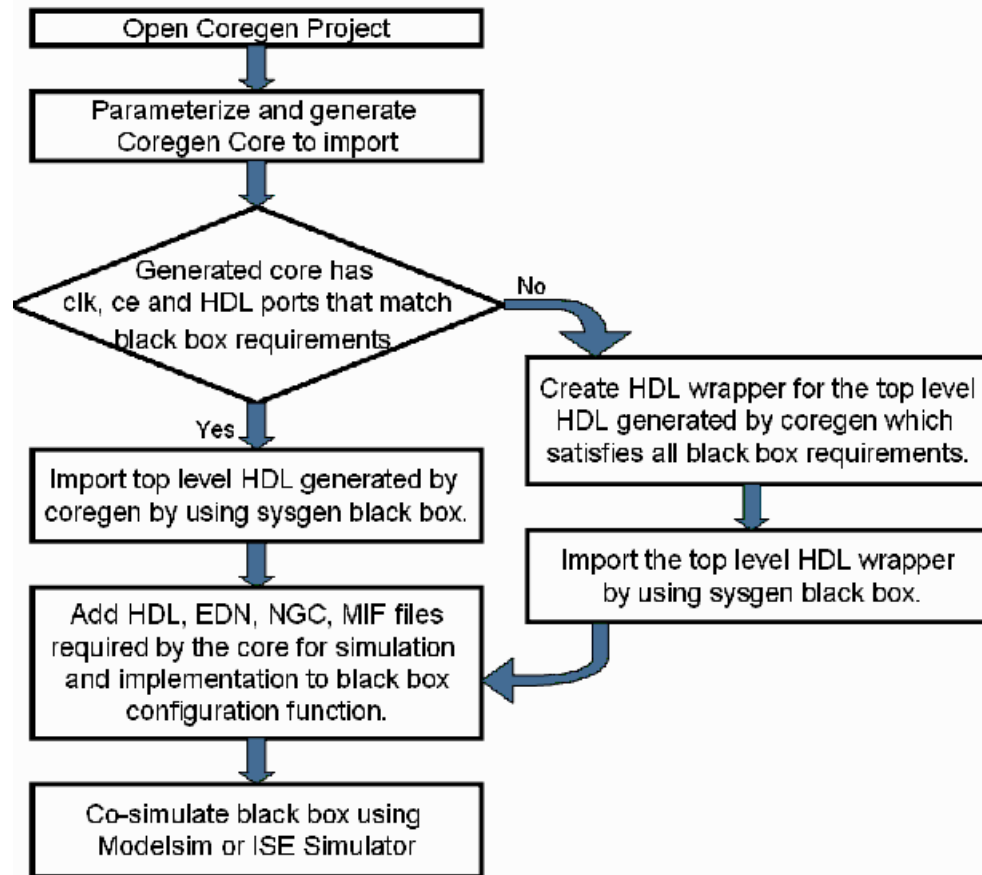 Open Coregen Project
Parameterize and generate
Coregen Core to import
Generated core has
clk, ce and HDL ports that match
black box requirements
No
Create HDL wrapper for the top level
HDL generated by coregen which
satisfies all black box requirements.
Yes
Import top level HDL generated by
coregen by using sysgen black box.
Import the top level HDL wrapper
by using sysgen black box.
Add HDL, EDN, NGC, MIF files
required by the core for simulation
and implementation to black box
configuration function.
Co-simulate black box using
Modelsim or ISE Simulator